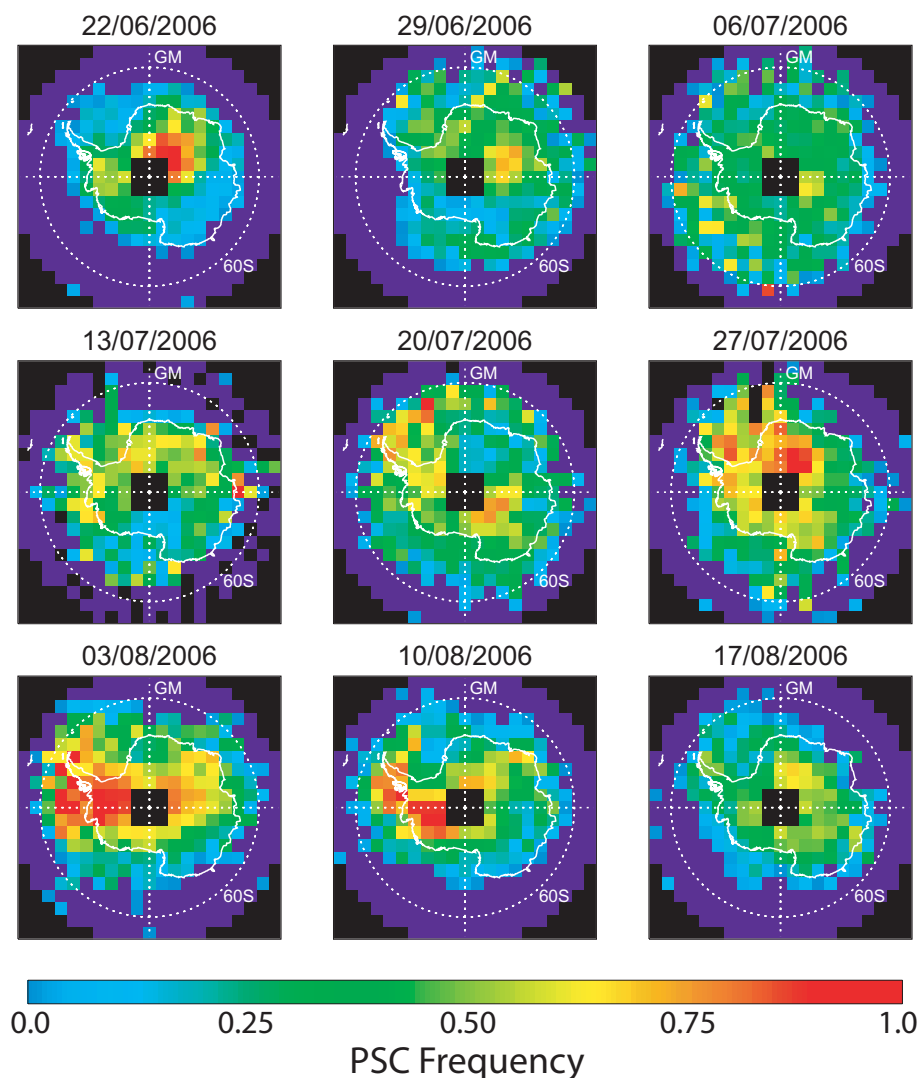 22/06/2006 29/06/2006 06/07/2006
GM GM GM
60S 60S 60S
13/07/2006 20/07/2006 27/07/2006
GM GM GM
60S 60S 60S
03/08/2006 10/08/2006 17/08/2006
GM GM GM
60S 60S 60S
0.0 0.25 0.50 0.75 1.0
PSC Frequency